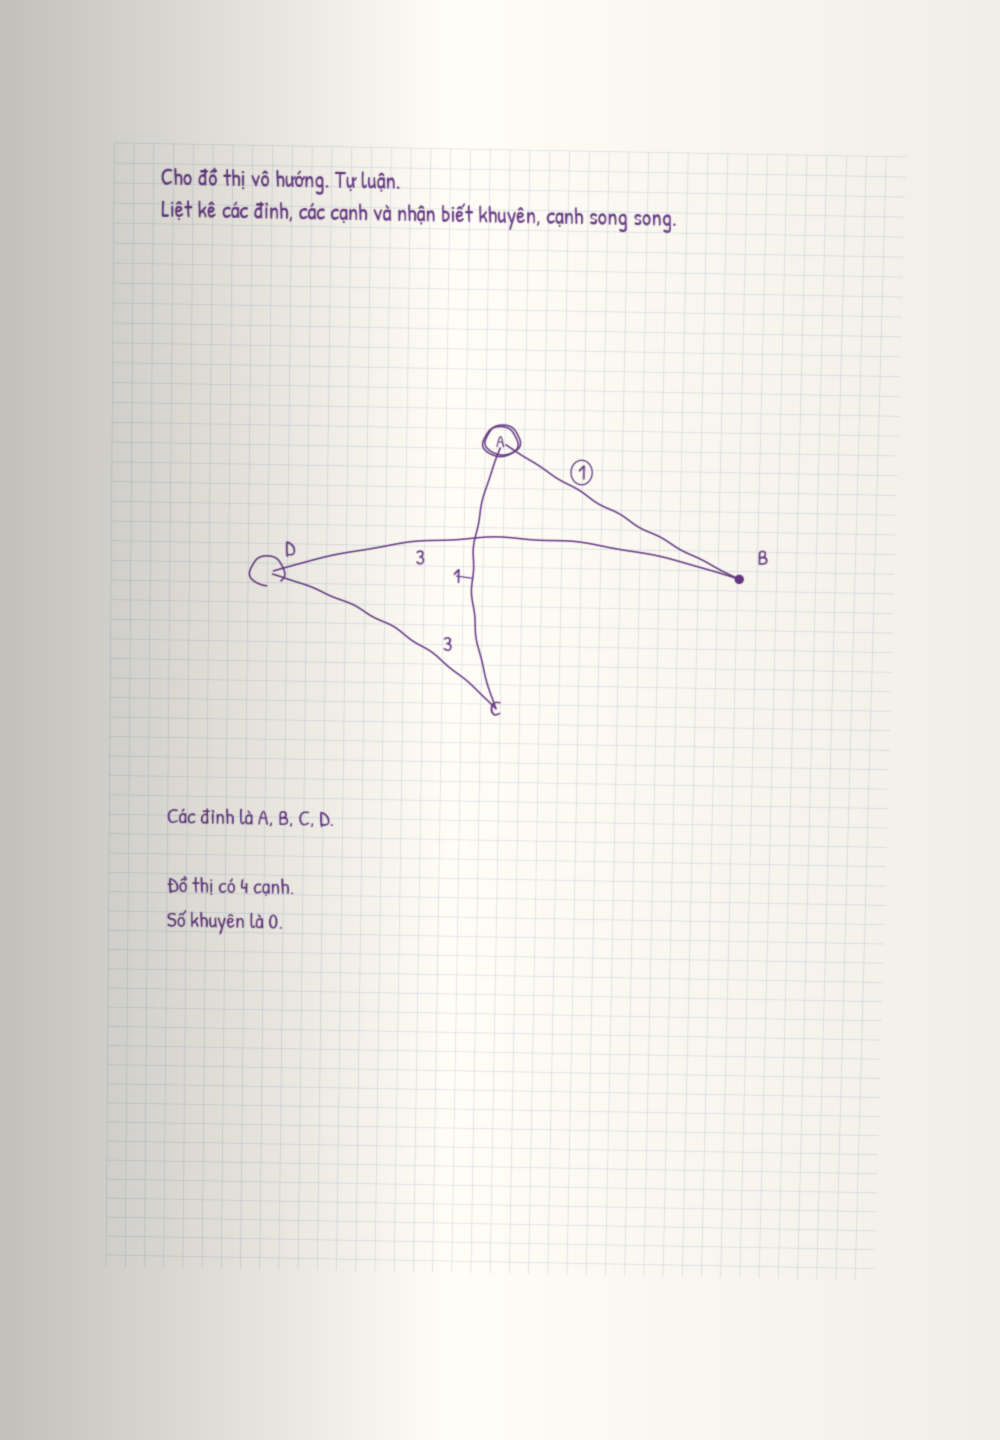 Cho đồ thị vô hướng. Tự luận.
Liệt kê các đỉnh, các cạnh và nhận biết khuyên, cạnh song song.
A
1
D
B
3
1
3
C
Các đỉnh là A, B, C, D.
Đồ thị có 4 cạnh.
Số khuyên là 0.